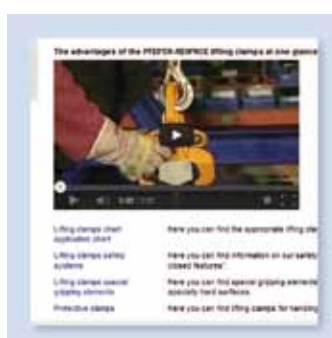 The advantages of the PFEIFER-RENFROE lifting clamps at one glance
Lifting clamps chart
application chart
Here you can find the appropriate lifting cla
Lifting clamps safety
systems
Here you can find information on our safety
closed features".
Lifting clamps special
gripping elements
Here you can find special gripping elements
specially hard surfaces.
Protective clamps
Here you can find lifting clamps for handling